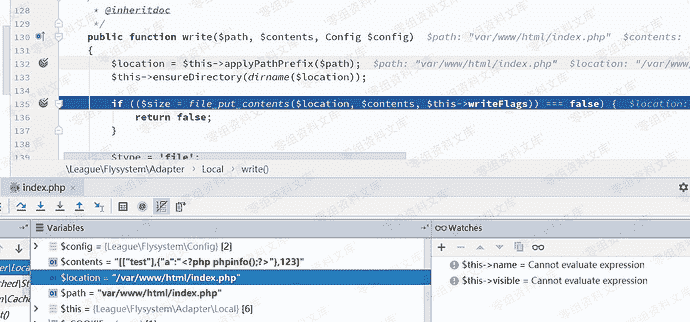 128
129 * @inheritdoc
130 */
public function write($path, $contents, Config $config) $path: "var/www/html/index.php" $contents:
131 {
132 $location = $this->applyPathPrefix($path); $path: "var/www/html/index.php" $location: "/var/ww
133 $this->ensureDirectory(dirname($location));
134
135 if (($size = file_put_contents($location, $contents, $this->writeFlags)) === false) { $location:
136 return false;
137 }
138
139 $type = 'file';
\League\Flysystem\Adapter › Local › write()
index.php ×
Variables
$config = {League\Flysystem\Config} [2]
$contents = "[["test"],{"a":"<?php phpinfo();?>"},123]"
$location = "/var/www/html/index.php"
$path = "var/www/html/index.php"
$this = {League\Flysystem\Adapter\Local} [6]
Watches
$this->name = Cannot evaluate expression
$this->visible = Cannot evaluate expression
零组资料文库